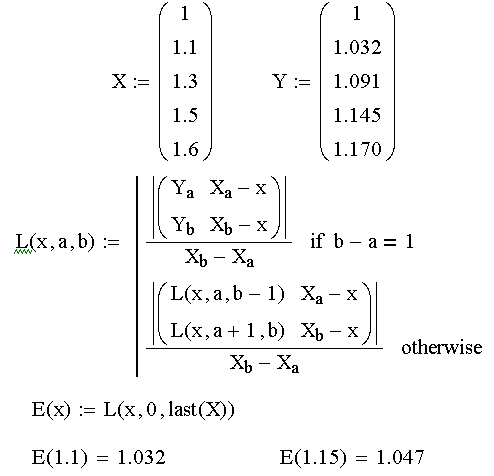 X := ( 1 1.1 1.3 1.5 1.6 ) Y := ( 1 1.032 1.091 1.145 1.170 )
L(x, a, b) := | |( Y_a X_a − x
Y_b X_b − x )|
X_b − X_a if b − a = 1
|( L(x, a, b − 1) X_a − x
L(x, a + 1, b) X_b − x )|
X_b − X_a otherwise
E(x) := L(x, 0, last(X))
E(1.1) = 1.032 E(1.15) = 1.047